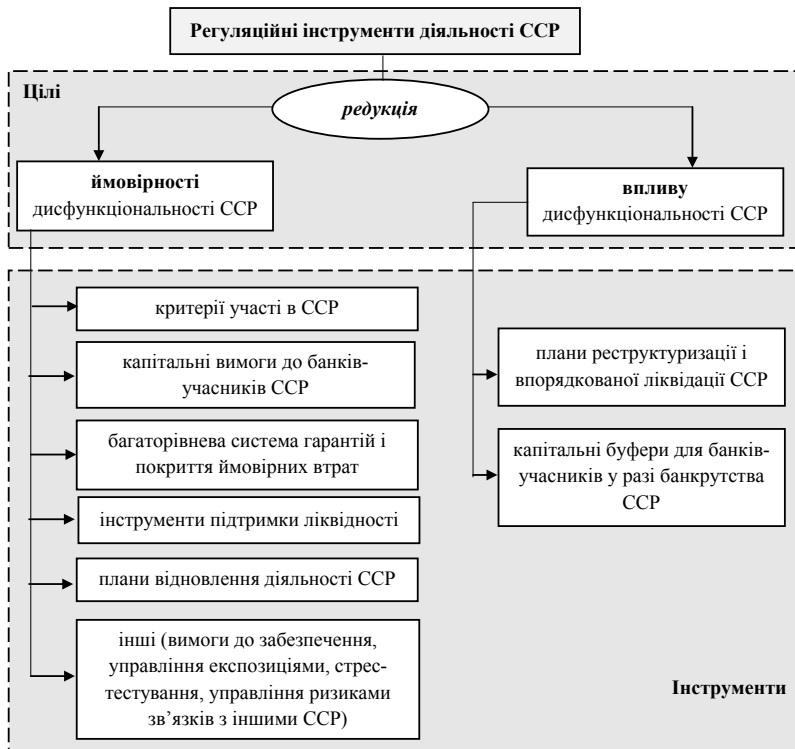 Регуляційні інструменти діяльності ССР
Цілі
редукція
ймовірності
дисфункціональності ССР
впливу
дисфункціональності ССР
критерії участі в ССР
капітальні вимоги до банків-
учасників ССР
багаторівнева система гарантій і
покриття ймовірних втрат
інструменти підтримки ліквідності
плани відновлення діяльності ССР
інші (вимоги до забезпечення,
управління експозиціями, стрес-
тестування, управління ризиками
зв’язків з іншими ССР)
плани реструктуризації і
впорядкованої ліквідації ССР
капітальні буфери для банків-
учасників у разі банкрутства
ССР
Інструменти